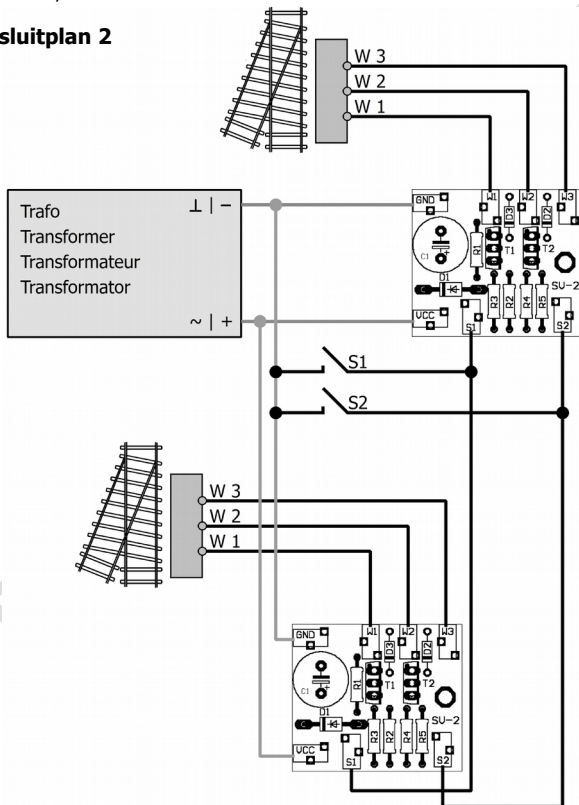 sluitplan 2
W 3
W 2
W 1
Trafo
Transformer
Transformateur
Transformator
⊥ | −
~ | +
GND
W1
W2
W3
D3
D2
R1
T1
T2
C1
+
D1
SV-2
R3
R2
R4
R5
VCC
S1
S2
S1
S2
W 3
W 2
W 1
GND
W1
W2
W3
D3
D2
R1
T1
T2
C1
+
D1
SV-2
R3
R2
R4
R5
VCC
S1
S2